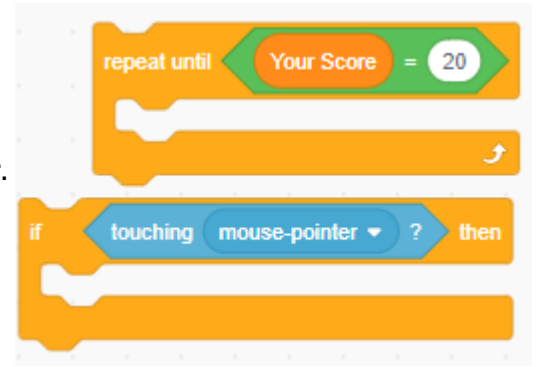 repeat until Your Score = 20
if touching mouse-pointer ? then